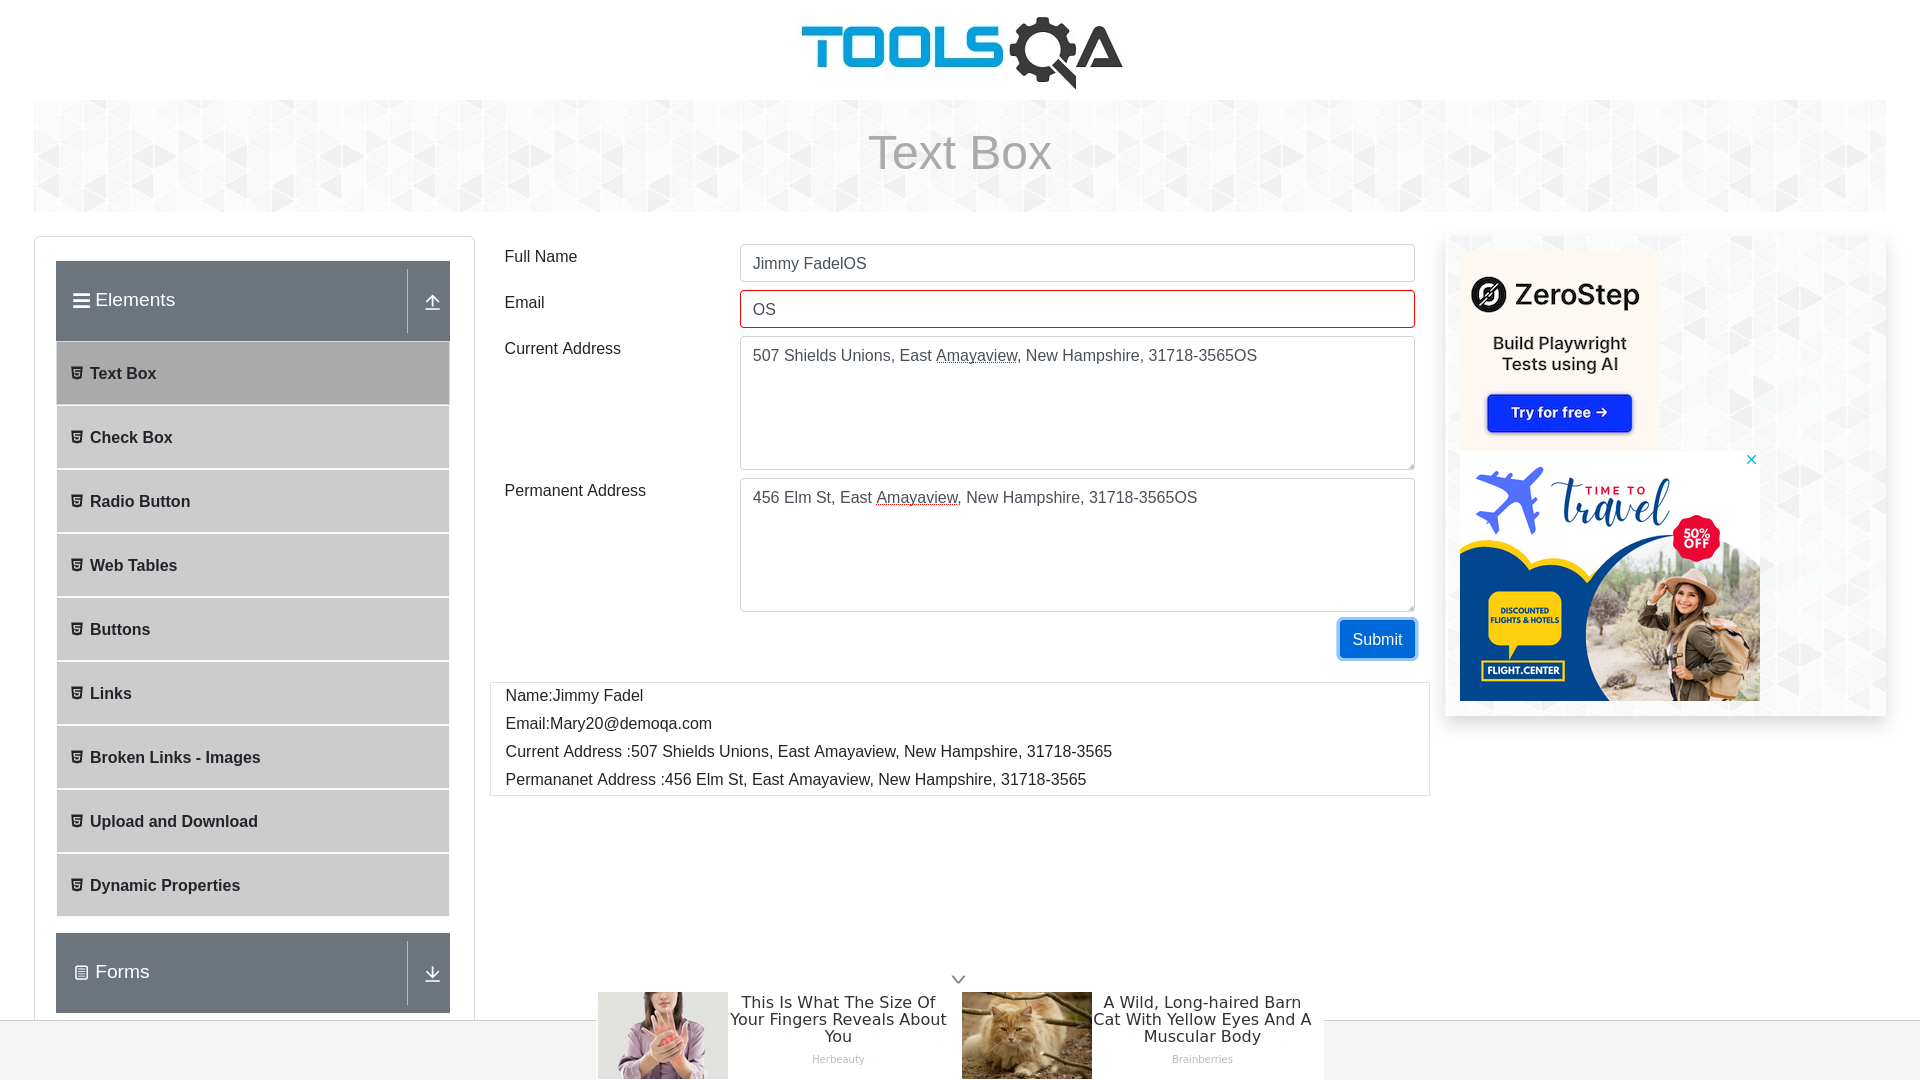 TOOLSQA
Text Box
Elements
Text Box
Check Box
Radio Button
Web Tables
Buttons
Links
Broken Links - Images
Upload and Download
Dynamic Properties
Forms
Full Name
Jimmy FadelOS
Email
OS
Current Address
507 Shields Unions, East Amayaview, New Hampshire, 31718-3565OS
Permanent Address
456 Elm St, East Amayaview, New Hampshire, 31718-3565OS
Submit
Name:Jimmy Fadel
Email:Mary20@demoqa.com
Current Address :507 Shields Unions, East Amayaview, New Hampshire, 31718-3565
Permananet Address :456 Elm St, East Amayaview, New Hampshire, 31718-3565
ZeroStep
Build Playwright
Tests using AI
Try for free →
TIME TO
travel
50%
OFF
DISCOUNTED
FLIGHTS & HOTELS
FLIGHT.CENTER
This Is What The Size Of
Your Fingers Reveals About
You
Herbeauty
A Wild, Long-haired Barn
Cat With Yellow Eyes And A
Muscular Body
Brainberries